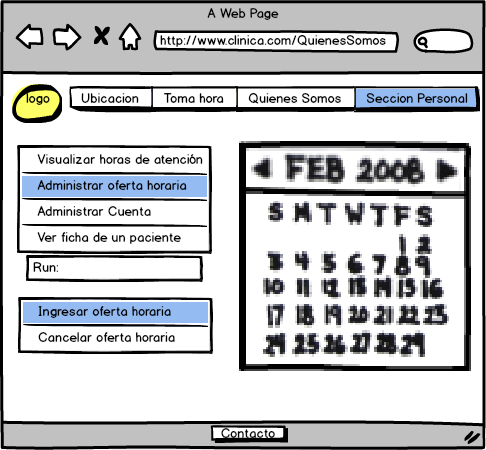 A Web Page
http://www.clinica.com/QuienesSomos
logo
Ubicacion Toma hora Quienes Somos Seccion Personal
Visualizar horas de atención
Administrar oferta horaria
Administrar Cuenta
Ver ficha de un paciente
Run:
Ingresar oferta horaria
Cancelar oferta horaria
FEB 2008
S M T W T F S
1 2
3 4 5 6 7 8 9
10 11 12 13 14 15 16
17 18 19 20 21 22 23
24 25 26 27 28 29
Contacto